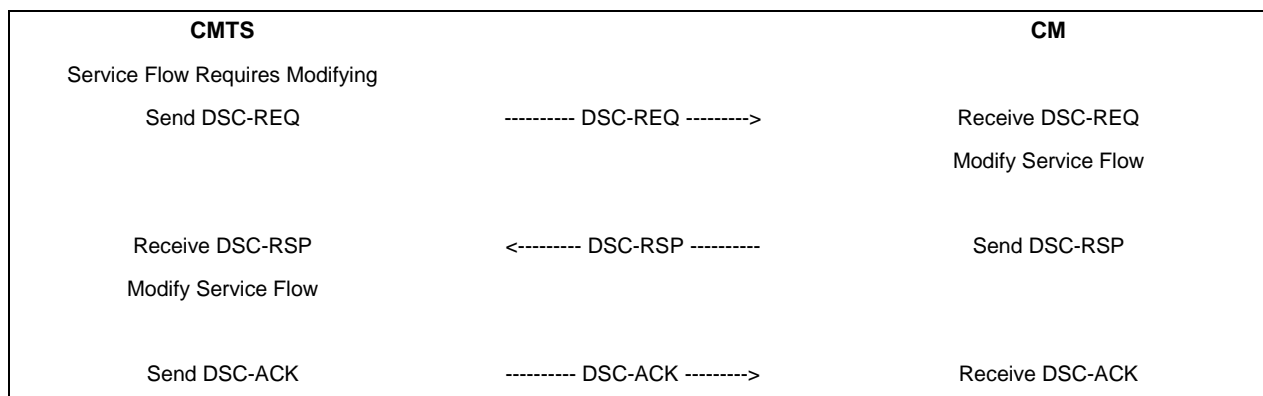 CMTS CM
Service Flow Requires Modifying
Send DSC-REQ ---------- DSC-REQ ---------> Receive DSC-REQ
Modify Service Flow
Receive DSC-RSP <--------- DSC-RSP ---------- Send DSC-RSP
Modify Service Flow
Send DSC-ACK ---------- DSC-ACK ---------> Receive DSC-ACK